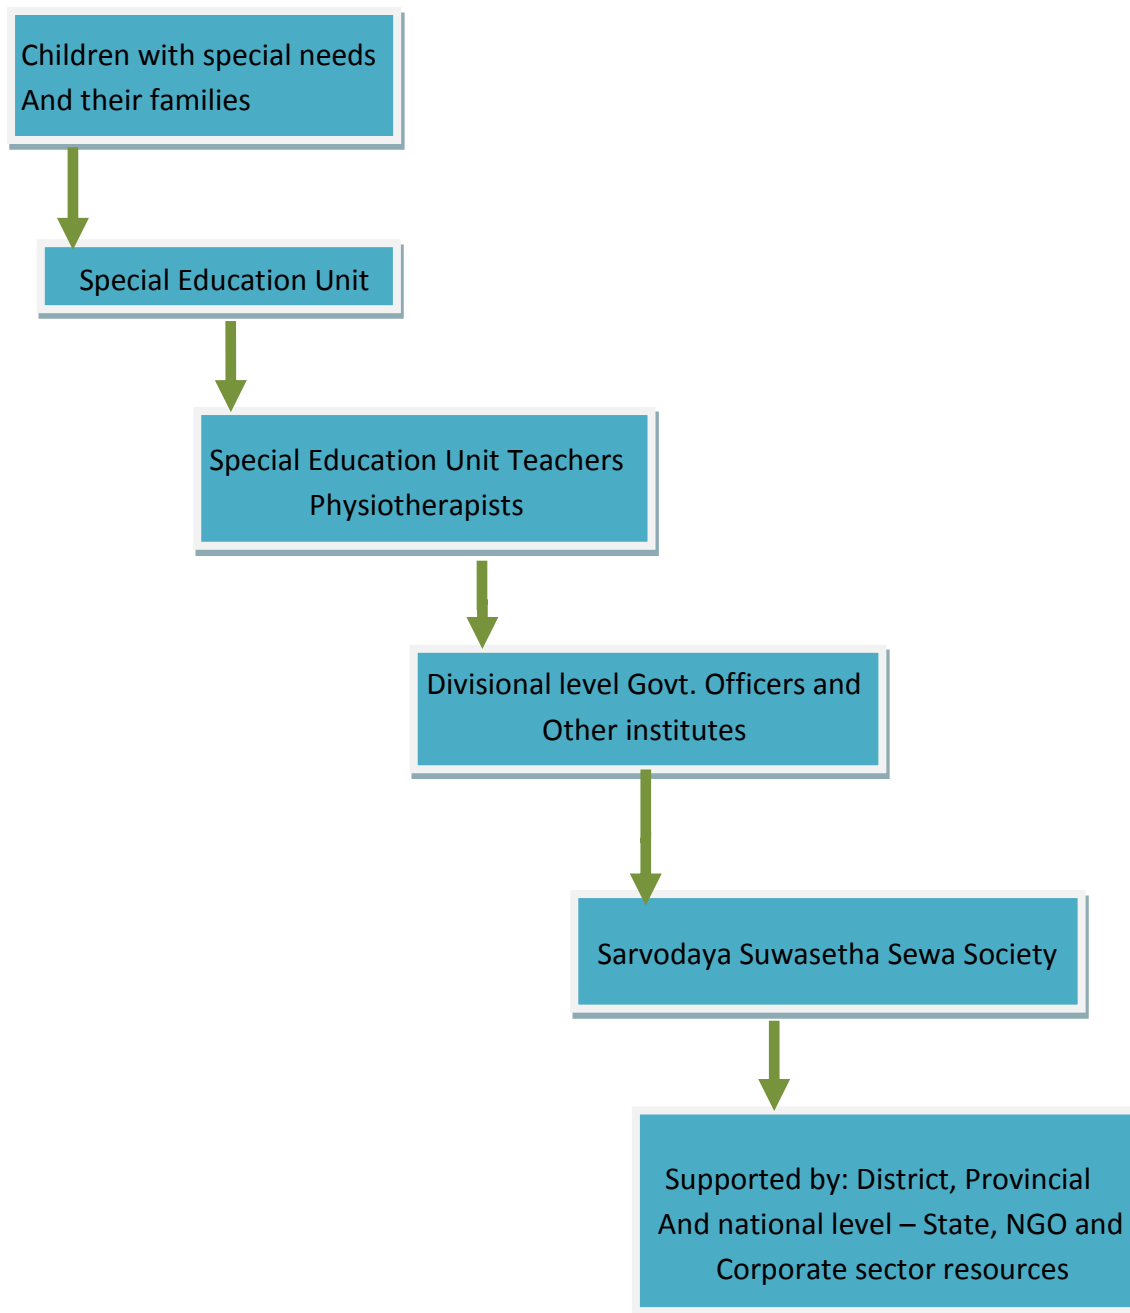 Children with special needs
And their families
Special Education Unit
Special Education Unit Teachers
Physiotherapists
Divisional level Govt. Officers and
Other institutes
Sarvodaya Suwasetha Sewa Society
Supported by: District, Provincial
And national level – State, NGO and
Corporate sector resources